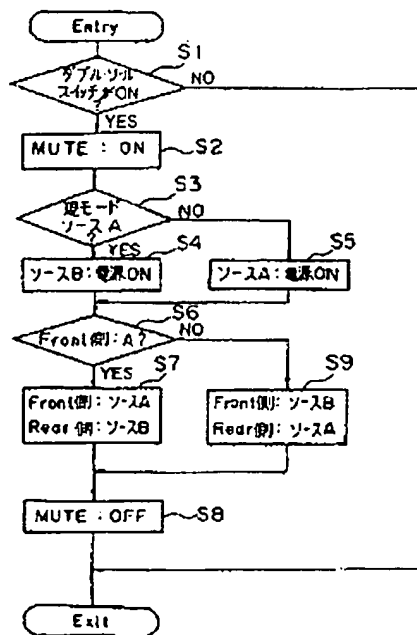 Entry
S1
ダブル・ソール
スイッチがON
?
NO
YES
MUTE : ON
S2
S3
現モード
ソースA
?
NO
YES
S4
S5
ソースB:電源ON
ソースA:電源ON
S6
Front側:A?
NO
YES
S7
S9
Front側:ソースA
Rear側:ソースB
Front側:ソースB
Rear側:ソースA
MUTE : OFF
S8
Exit